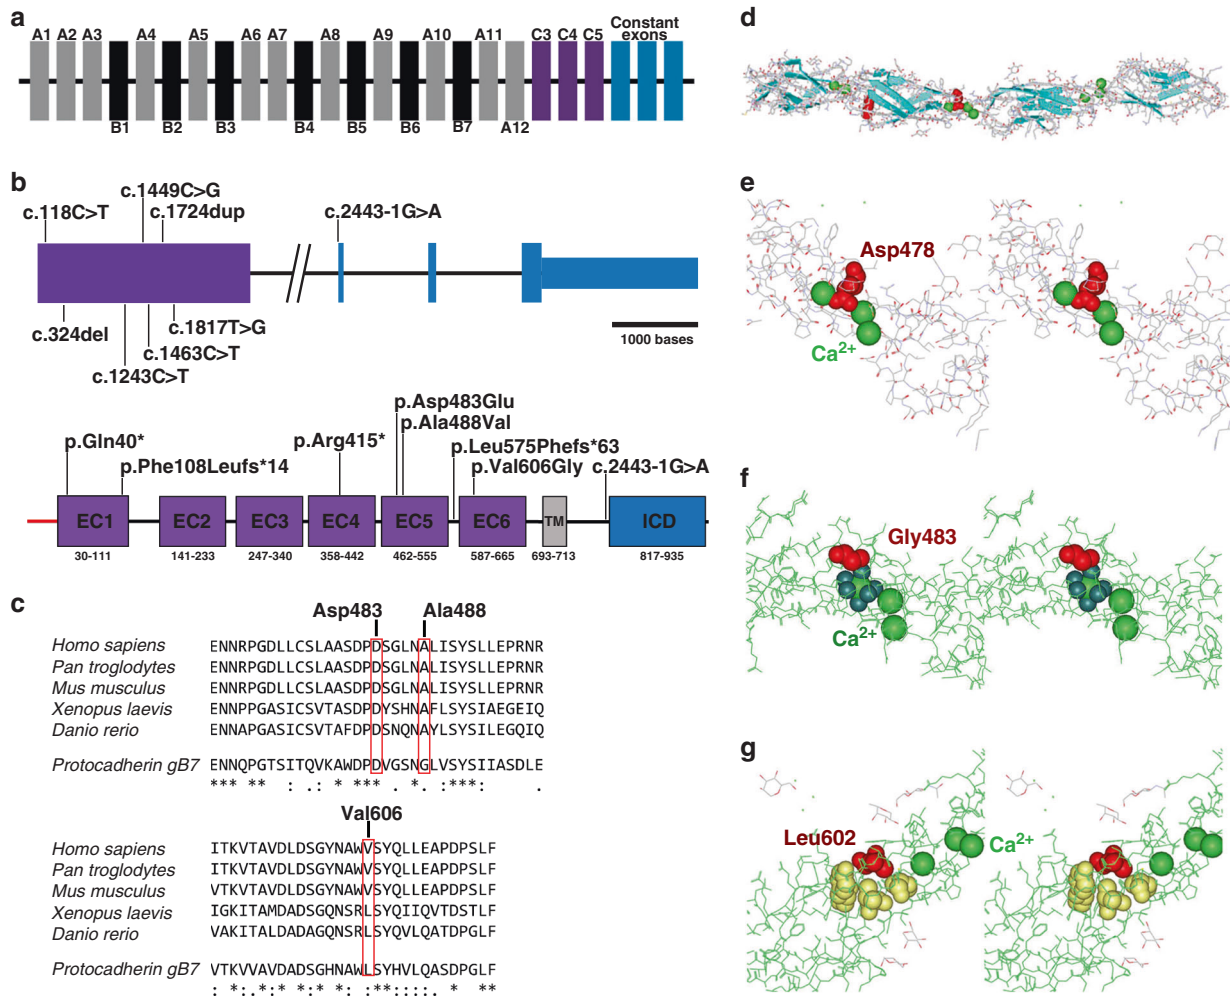 a
A1 A2 A3 A4 A5 A6 A7 A8 A9 A10 A11 C3 C4 C5 Constant exons
B1 B2 B3 B4 B5 B6 B7 A12
b
c.1449C>G
c.118C>T c.1724dup c.2443-1G>A
c.324del c.1817T>G
c.1463C>T
c.1243C>T
1000 bases
p.Asp483Glu
p.Ala488Val
p.Gln40* p.Arg415* p.Leu575Phefs*63
p.Phe108Leufs*14 p.Val606Gly c.2443-1G>A
EC1 EC2 EC3 EC4 EC5 EC6 TM ICD
30-111 141-233 247-340 358-442 462-555 587-665 693-713 817-935
c
Asp483 Ala488
Homo sapiens ENNRPGDLLCSLAASDPDSGLNALISYSLLEPRNR
Pan troglodytes ENNRPGDLLCSLAASDPDSGLNALISYSLLEPRNR
Mus musculus ENNRPGDLLCSLAASDPDSGLNALISYSLLEPRNR
Xenopus laevis ENNPPGASICSVTASDPDYSHNAFLSYSIAEGEIQ
Danio rerio ENNAPGASICSVTAFDPDSNQNAYLSYSILEGQIQ
Protocadherin gB7 ENNQPGTSITQVKAWDPDVGSNGLVSYSIIASDLE
*** ** : .: * *** . *. :***: .
Val606
Homo sapiens ITKVTAVDLDSGYNAWVSYQLLEAPDPSLF
Pan troglodytes ITKVTAVDLDSGYNAWVSYQLLEAPDPSLF
Mus musculus VTKVTAVDLDSGYNAWVSYQLLEAPDPSLF
Xenopus laevis IGKITAMDADSGQNSRLSYQIIQVTDSTLF
Danio rerio VAKITALDADAGQNSRLSYQVLQATDPGLF
Protocadherin gB7 VTKVVAVDADSGHNAWLSYHVLQASDPGLF
: *:.*:* *:* *: :**::::. * **
d
e
Asp478
Ca2+
f
Gly483
Ca2+
g
Leu602 Ca2+